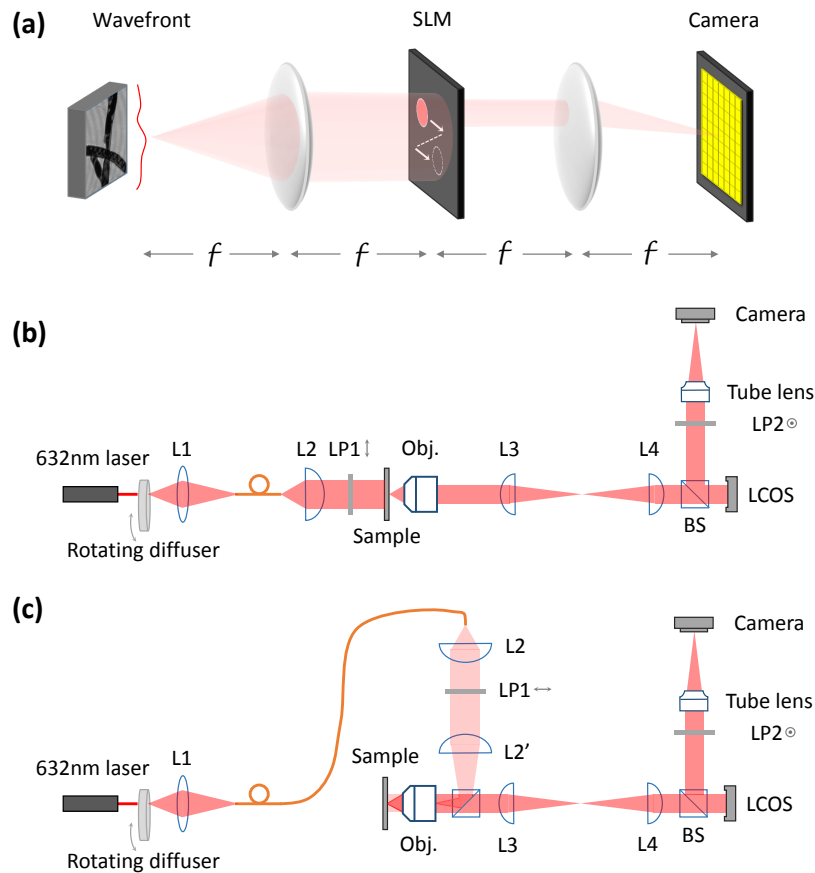 (a)
Wavefront
SLM
Camera
f f f f
(b)
Camera
Tube lens
LP2
632nm laser
L1
L2
LP1
Obj.
L3
L4
LCOS
BS
Sample
Rotating diffuser
(c)
Camera
L2
LP1
Tube lens
LP2
L2’
Sample
632nm laser
L1
LCOS
Obj.
L3
L4
BS
Rotating diffuser